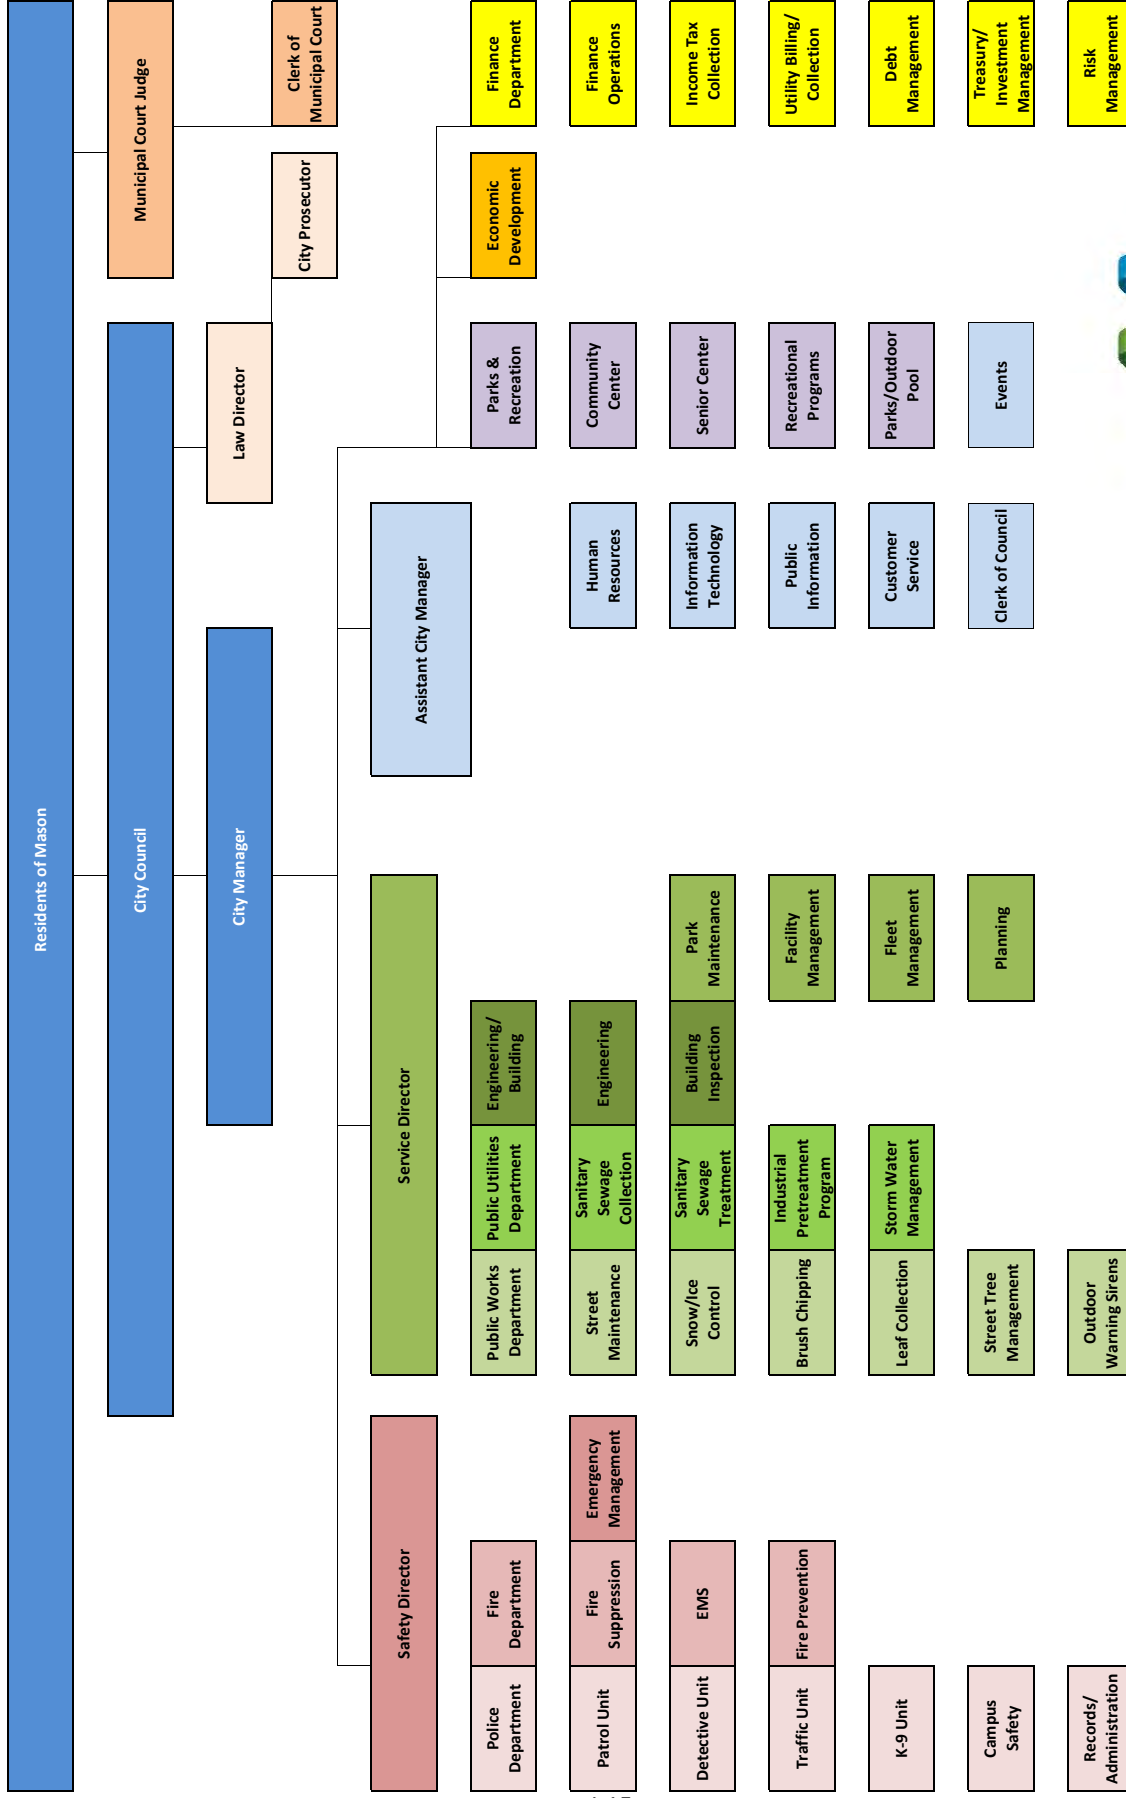 Residents of Mason
City Council
Municipal Court Judge
City Manager
Law Director
City Prosecutor
Clerk of
Municipal Court
Safety Director
Service Director
Assistant City Manager
Police
Department
Fire
Department
Public Works
Department
Public Utilities
Department
Engineering/
Building
Parks &
Recreation
Economic
Development
Finance
Department
Patrol Unit
Fire
Suppression
Emergency
Management
Street
Maintenance
Sanitary
Sewage
Collection
Engineering
Human
Resources
Community
Center
Finance
Operations
Detective Unit
EMS
Snow/Ice
Control
Sanitary
Sewage
Treatment
Building
Inspection
Park
Maintenance
Information
Technology
Senior Center
Income Tax
Collection
Traffic Unit
Fire Prevention
Brush Chipping
Industrial
Pretreatment
Program
Facility
Management
Public
Information
Recreational
Programs
Utility Billing/
Collection
K-9 Unit
Leaf Collection
Storm Water
Management
Fleet
Management
Customer
Service
Parks/Outdoor
Pool
Debt
Management
Campus
Safety
Street Tree
Management
Planning
Clerk of Council
Events
Treasury/
Investment
Management
Records/
Administration
Outdoor
Warning Sirens
Risk
Management